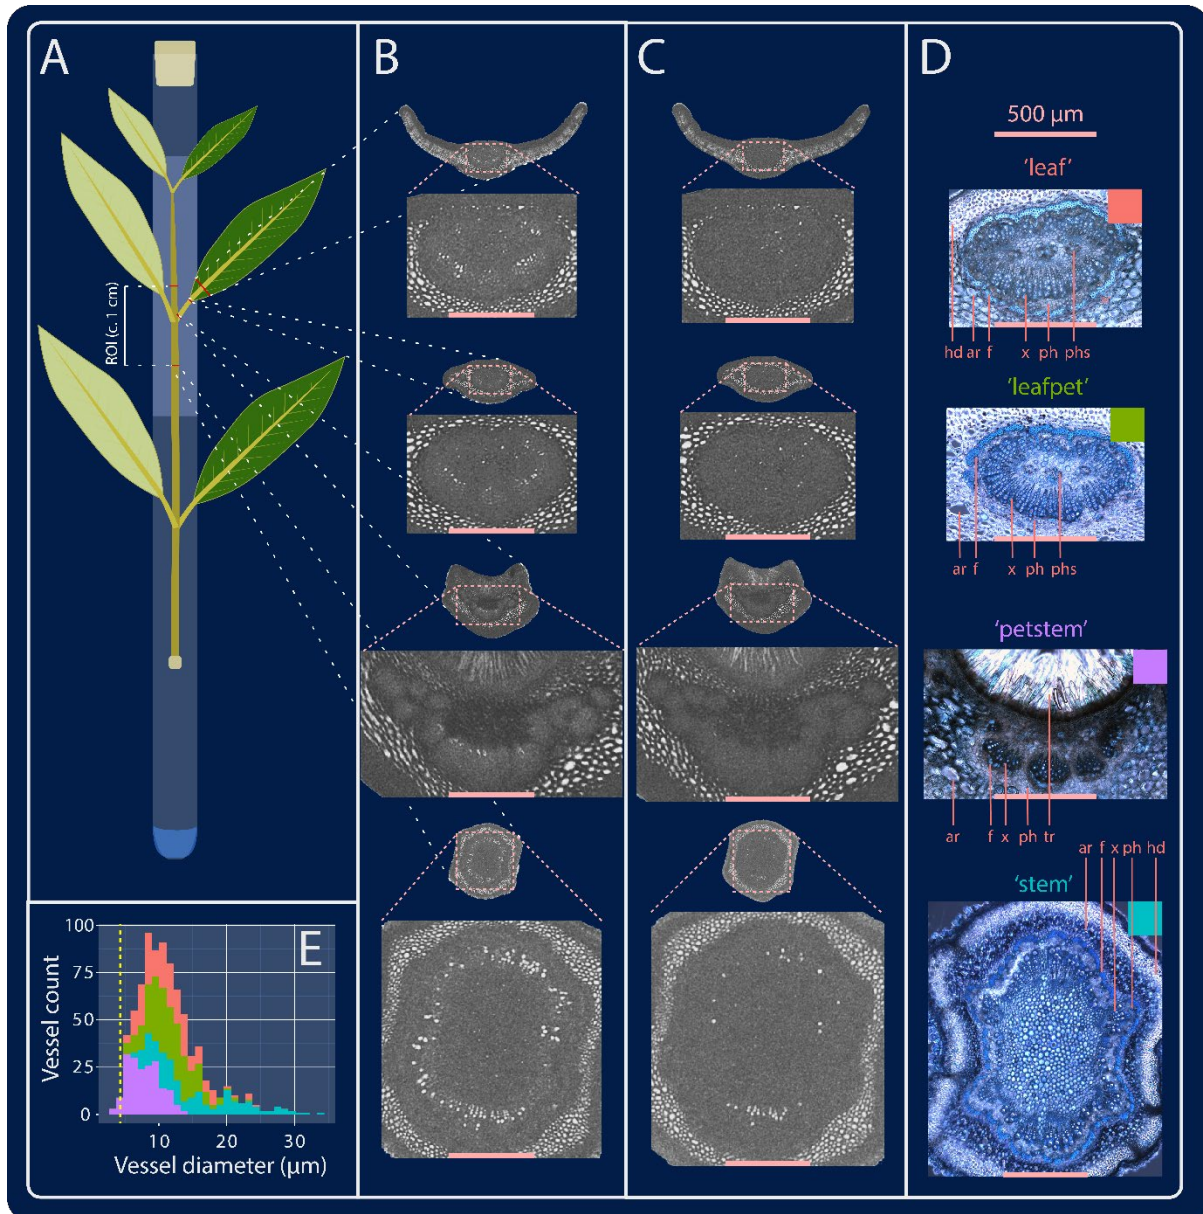 A
ROI (c. 1 cm)
B
C
D
500 µm
'leaf'
hd ar f x ph phs
'leafpet'
ar f x ph phs
'petstem'
ar f x ph tr
'stem'
ar f x ph hd
E
Vessel count
100
75
50
25
0
10 20 30
Vessel diameter (µm)